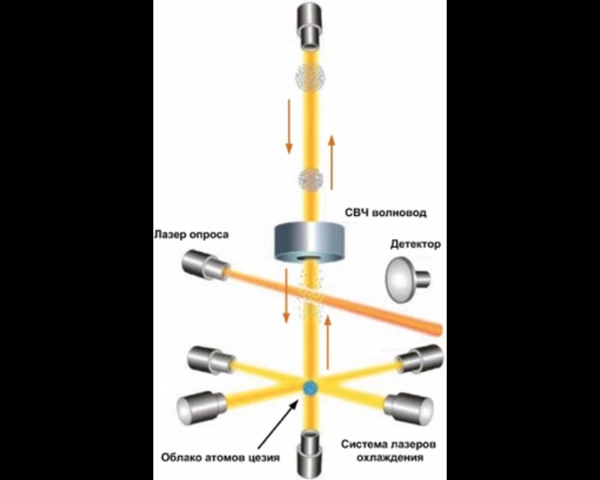 СВЧ волновод
Лазер опроса
Детектор
Облако атомов цезия
Система лазеров
охлаждения